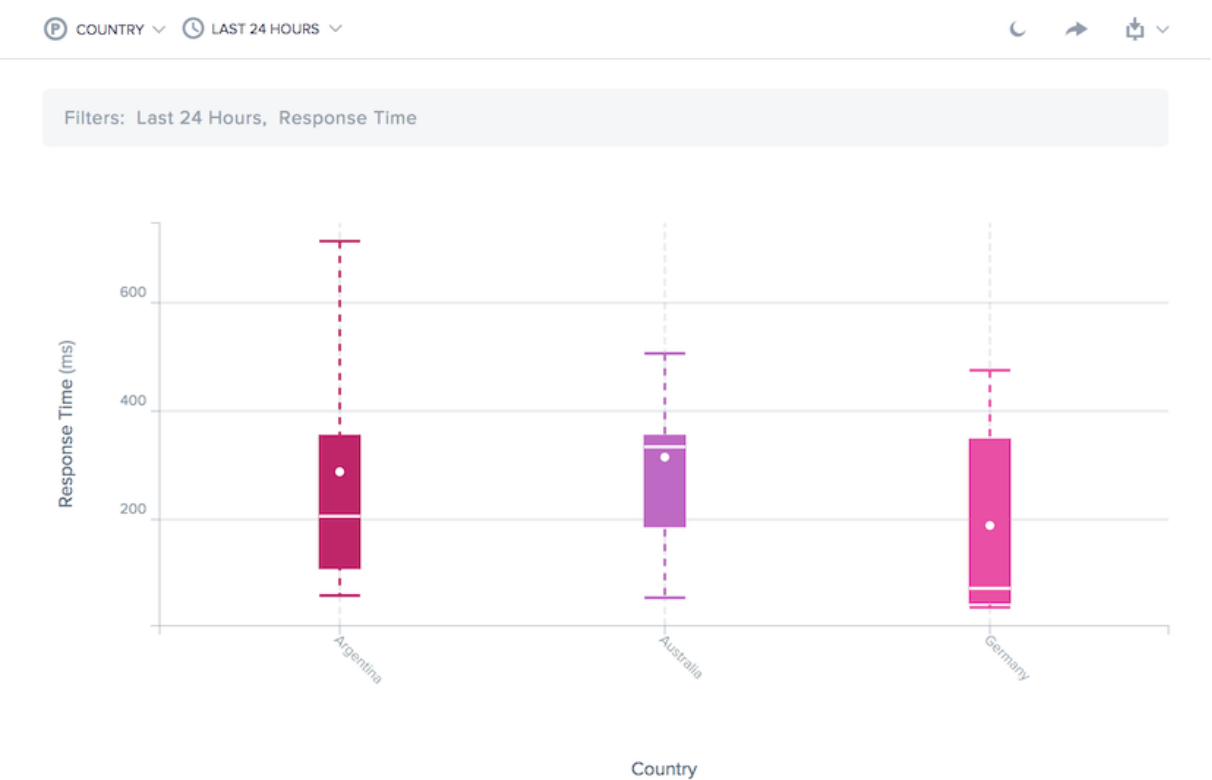 COUNTRY LAST 24 HOURS
Filters: Last 24 Hours, Response Time
600
400
200
Response Time (ms)
Argentina
Australia
Germany
Country